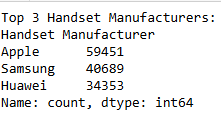 Top 3 Handset Manufacturers:
Handset Manufacturer
Apple      59451
Samsung    40689
Huawei     34353
Name: count, dtype: int64